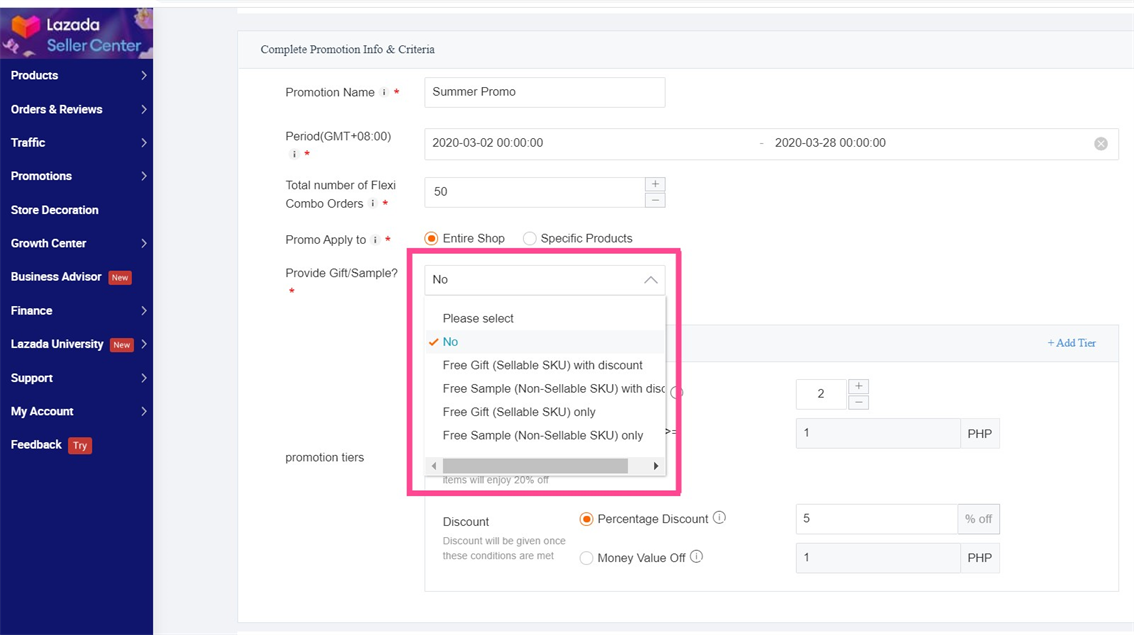 Lazada
Seller Center
Products
Orders & Reviews
Traffic
Promotions
Store Decoration
Growth Center
Business Advisor New
Finance
Lazada University New
Support
My Account
Feedback Try
Complete Promotion Info & Criteria
Promotion Name i * Summer Promo
Period(GMT+08:00)
i *
2020-03-02 00:00:00 - 2020-03-28 00:00:00
Total number of Flexi
Combo Orders i *
50 + −
Promo Apply to i * Entire Shop Specific Products
Provide Gift/Sample?
*
No
Please select
No
Free Gift (Sellable SKU) with discount
Free Sample (Non-Sellable SKU) with disc
Free Gift (Sellable SKU) only
Free Sample (Non-Sellable SKU) only
+ Add Tier
2 + −
>=
1 PHP
promotion tiers
items will enjoy 20% off
Discount
Discount will be given once
these conditions are met
Percentage Discount i 5 % off
Money Value Off i 1 PHP